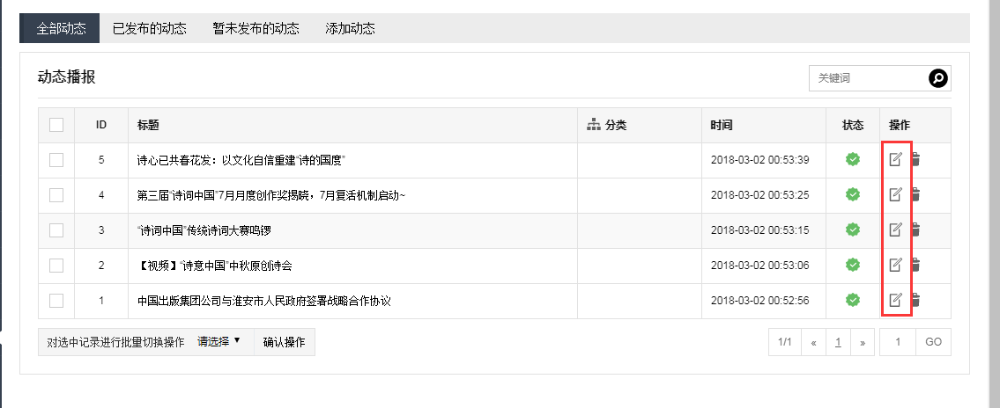 全部动态 已发布的动态 暂未发布的动态 添加动态
动态播报
关键词
ID 标题 分类 时间 状态 操作
5 诗心已共春花发：以文化自信重建“诗的国度” 2018-03-02 00:53:39
4 第三届“诗词中国”7月月度创作奖揭晓，7月复活机制启动~ 2018-03-02 00:53:25
3 “诗词中国”传统诗词大赛鸣锣 2018-03-02 00:53:15
2 【视频】“诗意中国”中秋原创诗会 2018-03-02 00:53:06
1 中国出版集团公司与淮安市人民政府签署战略合作协议 2018-03-02 00:52:56
对选中记录进行批量切换操作 请选择 确认操作 1/1 « 1 » 1 GO